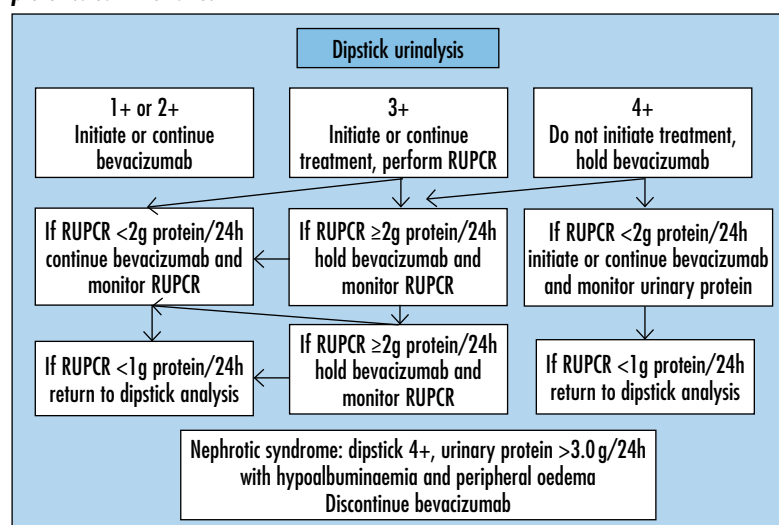 Dipstick urinalysis
1+ or 2+
Initiate or continue
bevacizumab
3+
Initiate or continue
treatment, perform RUPCR
4+
Do not initiate treatment,
hold bevacizumab
If RUPCR <2g protein/24h
continue bevacizumab and
monitor RUPCR
If RUPCR ≥2g protein/24h
hold bevacizumab and
monitor RUPCR
If RUPCR <2g protein/24h
initiate or continue bevacizumab
and monitor urinary protein
If RUPCR <1g protein/24h
return to dipstick analysis
If RUPCR ≥2g protein/24h
hold bevacizumab and
monitor RUPCR
If RUPCR <1g protein/24h
return to dipstick analysis
Nephrotic syndrome: dipstick 4+, urinary protein >3.0g/24h
with hypoalbuminaemia and peripheral oedema
Discontinue bevacizumab